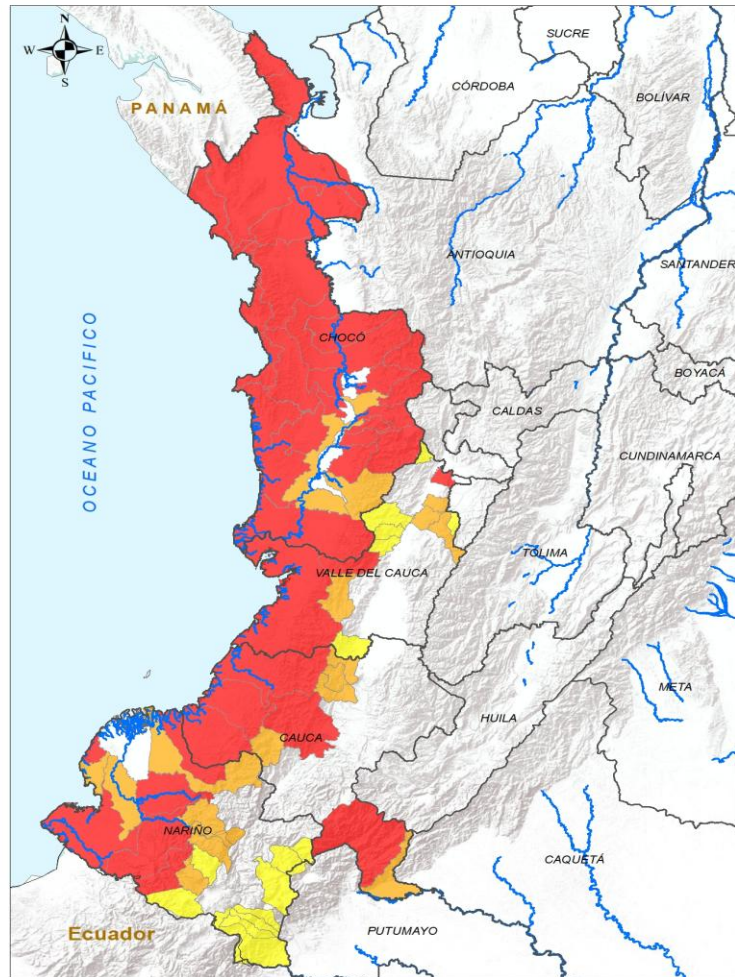 N
W E
S
PANAMÁ
SUCRE
CÓRDOBA
BOLÍVAR
ANTIOQUIA
SANTANDER
OCEANO PACIFICO
CHOCÓ
BOYACÁ
CALDAS
CUNDINAMARCA
TOLIMA
VALLE DEL CAUCA
META
HUILA
CAUCA
NARIÑO
CAQUETÁ
Ecuador
PUTUMAYO